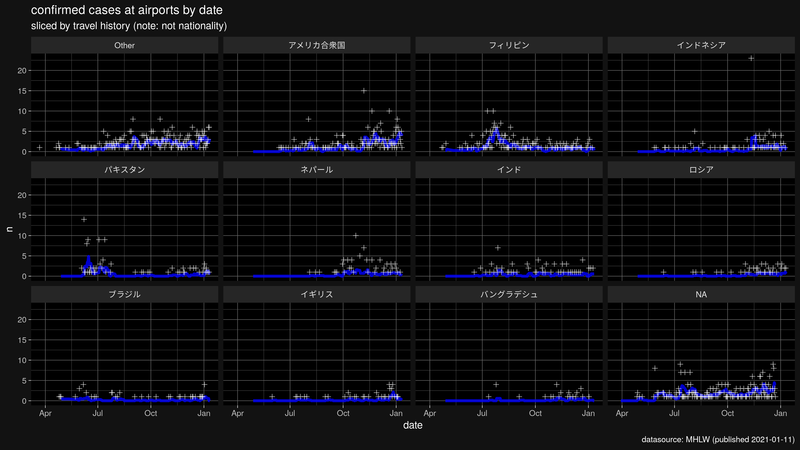 confirmed cases at airports by date
sliced by travel history (note: not nationality)
Other アメリカ合衆国 フィリピン インドネシア
20
15
10
5
0
パキスタン ネパール インド ロシア
20
15
10
5
0
n
ブラジル イギリス バングラデシュ NA
20
15
10
5
0
Apr Jul Oct Jan Apr Jul Oct Jan Apr Jul Oct Jan Apr Jul Oct Jan
date
datasource: MHLW (published 2021-01-11)